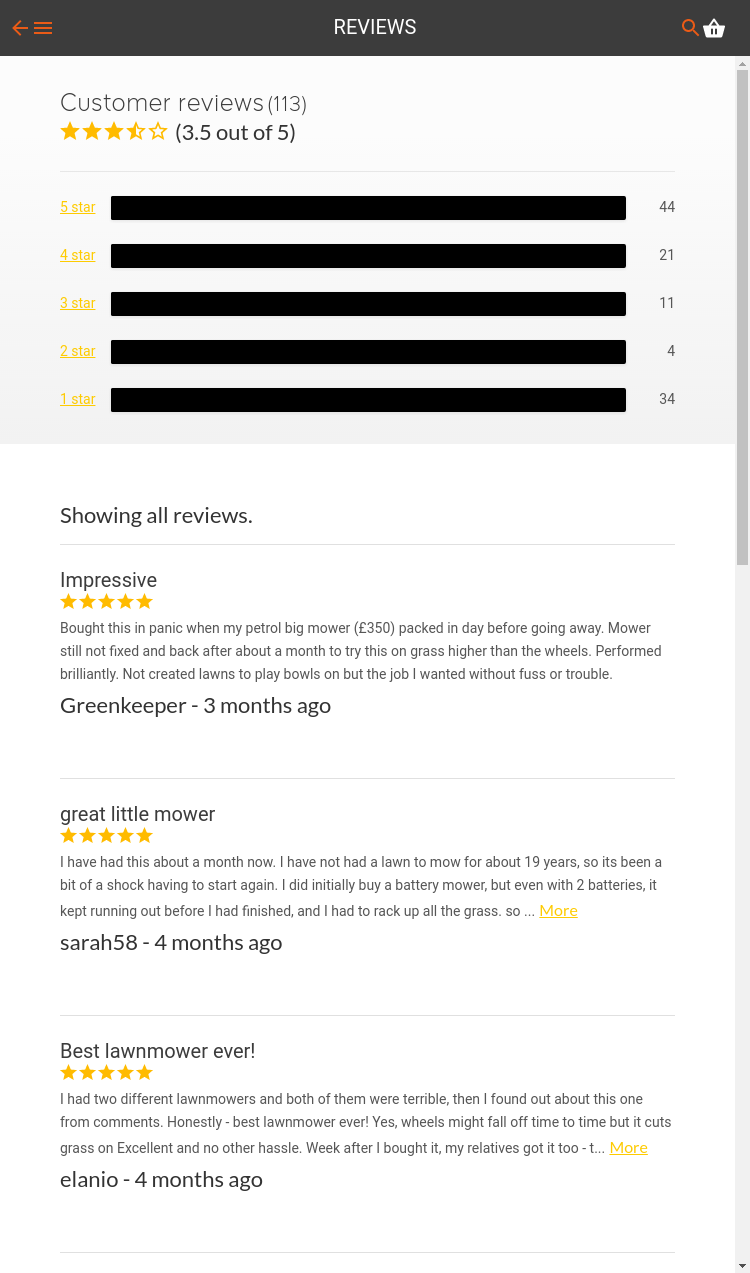 REVIEWS
Customer reviews (113)
(3.5 out of 5)
5 star 44
4 star 21
3 star 11
2 star 4
1 star 34
Showing all reviews.
Impressive
Bought this in panic when my petrol big mower (£350) packed in day before going away. Mower
still not fixed and back after about a month to try this on grass higher than the wheels. Performed
brilliantly. Not created lawns to play bowls on but the job I wanted without fuss or trouble.
Greenkeeper - 3 months ago
great little mower
I have had this about a month now. I have not had a lawn to mow for about 19 years, so its been a
bit of a shock having to start again. I did initially buy a battery mower, but even with 2 batteries, it
kept running out before I had finished, and I had to rack up all the grass. so ... More
sarah58 - 4 months ago
Best lawnmower ever!
I had two different lawnmowers and both of them were terrible, then I found out about this one
from comments. Honestly - best lawnmower ever! Yes, wheels might fall off time to time but it cuts
grass on Excellent and no other hassle. Week after I bought it, my relatives got it too - t... More
elanio - 4 months ago